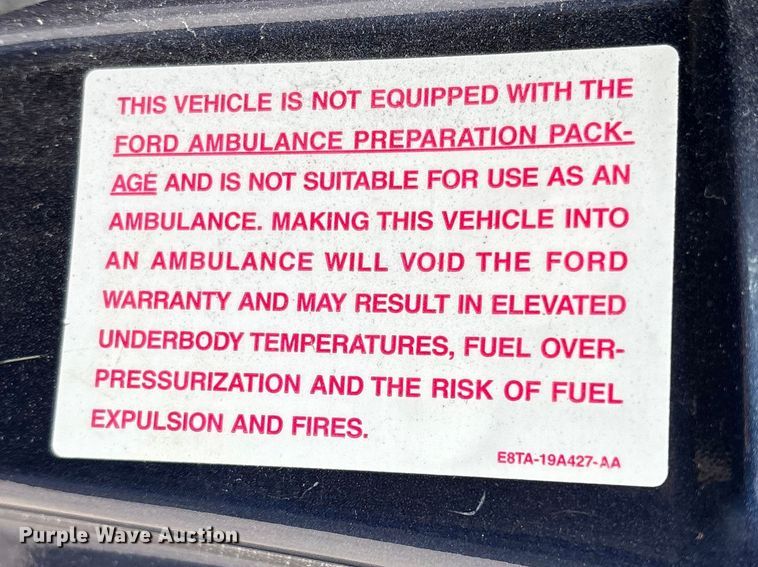 THIS VEHICLE IS NOT EQUIPPED WITH THE
FORD AMBULANCE PREPARATION PACK-
AGE AND IS NOT SUITABLE FOR USE AS AN
AMBULANCE. MAKING THIS VEHICLE INTO
AN AMBULANCE WILL VOID THE FORD
WARRANTY AND MAY RESULT IN ELEVATED
UNDERBODY TEMPERATURES, FUEL OVER-
PRESSURIZATION AND THE RISK OF FUEL
EXPULSION AND FIRES.
E8TA-19A427-AA
Purple Wave Auction